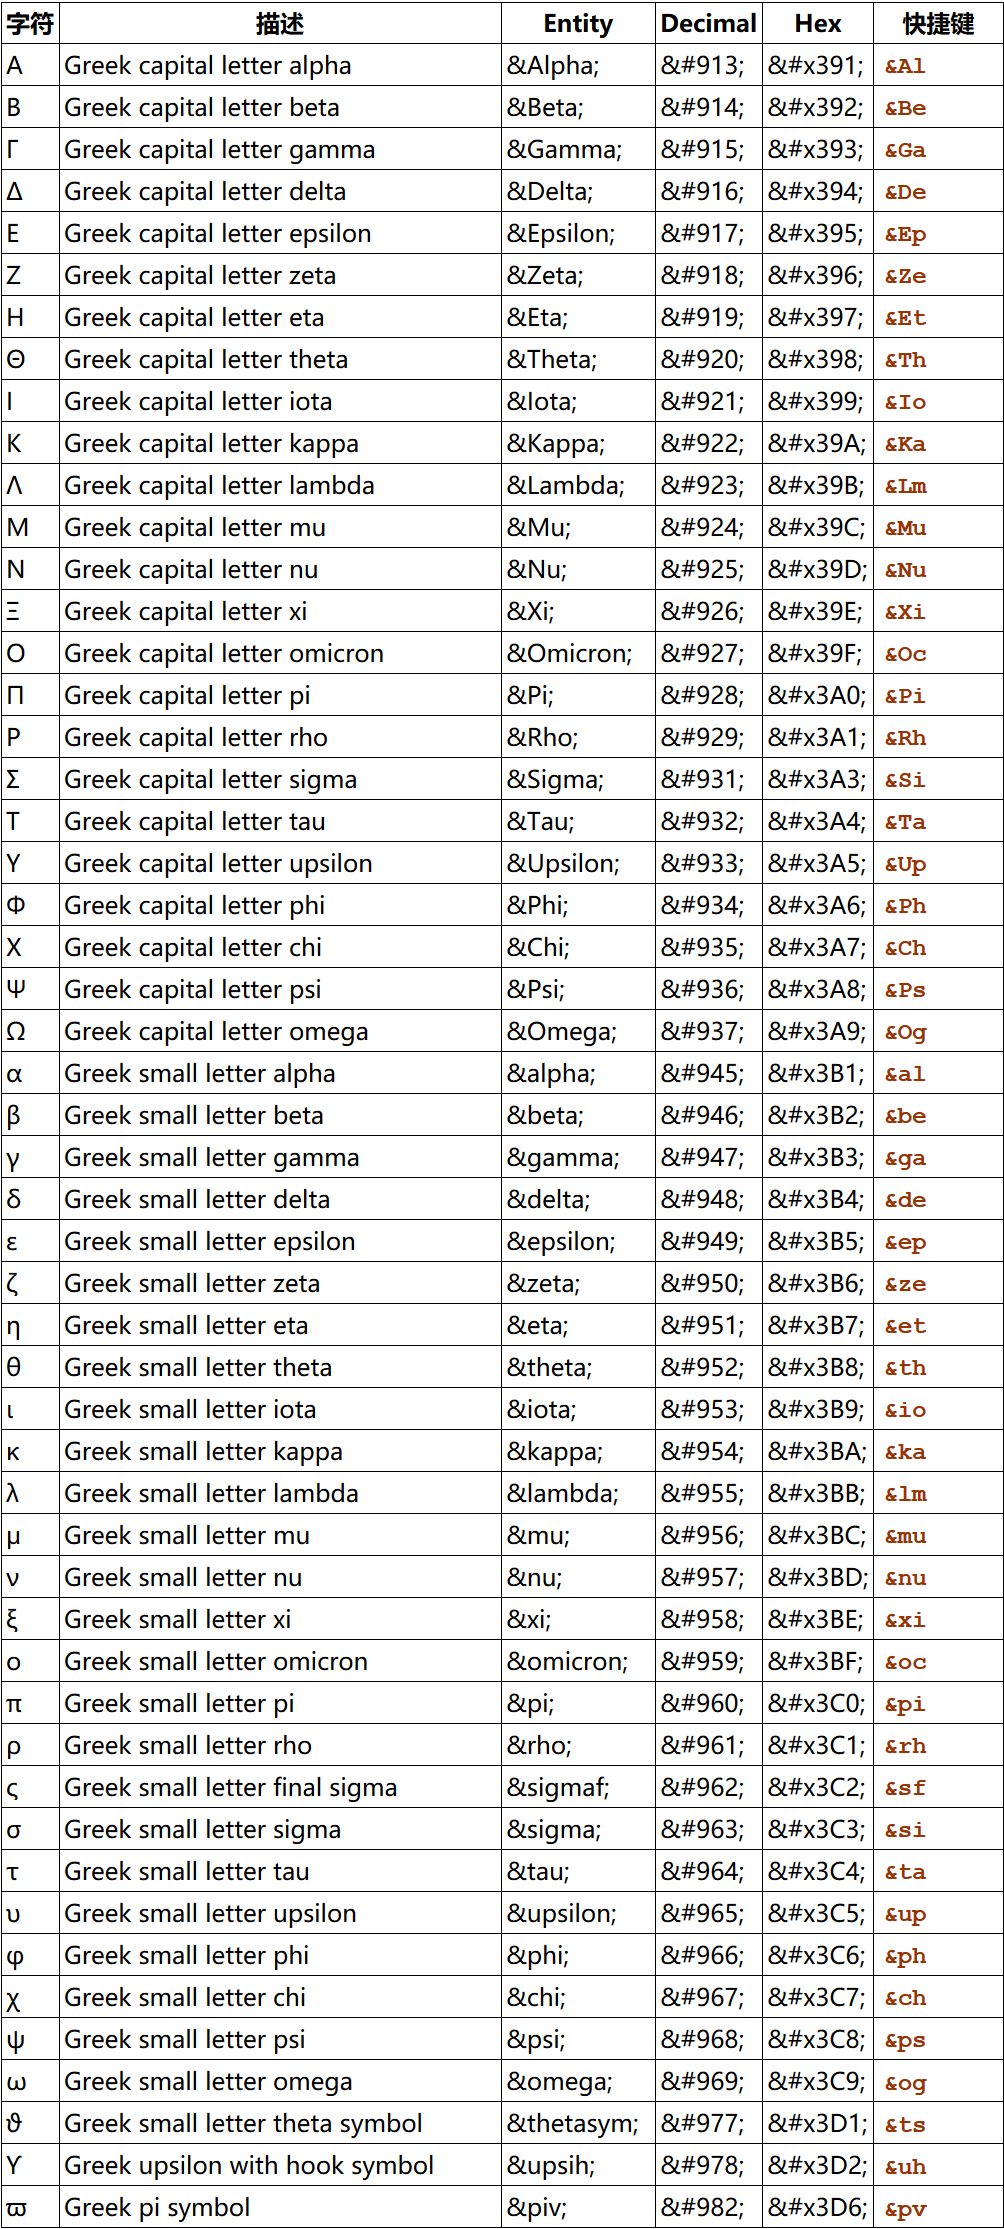 字符 描述 Entity Decimal Hex 快捷键
Α Greek capital letter alpha &Alpha; &#913; &#x391; &Al
Β Greek capital letter beta &Beta; &#914; &#x392; &Be
Γ Greek capital letter gamma &Gamma; &#915; &#x393; &Ga
Δ Greek capital letter delta &Delta; &#916; &#x394; &De
Ε Greek capital letter epsilon &Epsilon; &#917; &#x395; &Ep
Ζ Greek capital letter zeta &Zeta; &#918; &#x396; &Ze
Η Greek capital letter eta &Eta; &#919; &#x397; &Et
Θ Greek capital letter theta &Theta; &#920; &#x398; &Th
Ι Greek capital letter iota &Iota; &#921; &#x399; &Io
Κ Greek capital letter kappa &Kappa; &#922; &#x39A; &Ka
Λ Greek capital letter lambda &Lambda; &#923; &#x39B; &Lm
Μ Greek capital letter mu &Mu; &#924; &#x39C; &Mu
Ν Greek capital letter nu &Nu; &#925; &#x39D; &Nu
Ξ Greek capital letter xi &Xi; &#926; &#x39E; &Xi
Ο Greek capital letter omicron &Omicron; &#927; &#x39F; &Oc
Π Greek capital letter pi &Pi; &#928; &#x3A0; &Pi
Ρ Greek capital letter rho &Rho; &#929; &#x3A1; &Rh
Σ Greek capital letter sigma &Sigma; &#931; &#x3A3; &Si
Τ Greek capital letter tau &Tau; &#932; &#x3A4; &Ta
Υ Greek capital letter upsilon &Upsilon; &#933; &#x3A5; &Up
Φ Greek capital letter phi &Phi; &#934; &#x3A6; &Ph
Χ Greek capital letter chi &Chi; &#935; &#x3A7; &Ch
Ψ Greek capital letter psi &Psi; &#936; &#x3A8; &Ps
Ω Greek capital letter omega &Omega; &#937; &#x3A9; &Og
α Greek small letter alpha &alpha; &#945; &#x3B1; &al
β Greek small letter beta &beta; &#946; &#x3B2; &be
γ Greek small letter gamma &gamma; &#947; &#x3B3; &ga
δ Greek small letter delta &delta; &#948; &#x3B4; &de
ε Greek small letter epsilon &epsilon; &#949; &#x3B5; &ep
ζ Greek small letter zeta &zeta; &#950; &#x3B6; &ze
η Greek small letter eta &eta; &#951; &#x3B7; &et
θ Greek small letter theta &theta; &#952; &#x3B8; &th
ι Greek small letter iota &iota; &#953; &#x3B9; &io
κ Greek small letter kappa &kappa; &#954; &#x3BA; &ka
λ Greek small letter lambda &lambda; &#955; &#x3BB; &lm
μ Greek small letter mu &mu; &#956; &#x3BC; &mu
ν Greek small letter nu &nu; &#957; &#x3BD; &nu
ξ Greek small letter xi &xi; &#958; &#x3BE; &xi
ο Greek small letter omicron &omicron; &#959; &#x3BF; &oc
π Greek small letter pi &pi; &#960; &#x3C0; &pi
ρ Greek small letter rho &rho; &#961; &#x3C1; &rh
ς Greek small letter final sigma &sigmaf; &#962; &#x3C2; &sf
σ Greek small letter sigma &sigma; &#963; &#x3C3; &si
τ Greek small letter tau &tau; &#964; &#x3C4; &ta
υ Greek small letter upsilon &upsilon; &#965; &#x3C5; &up
φ Greek small letter phi &phi; &#966; &#x3C6; &ph
χ Greek small letter chi &chi; &#967; &#x3C7; &ch
ψ Greek small letter psi &psi; &#968; &#x3C8; &ps
ω Greek small letter omega &omega; &#969; &#x3C9; &og
ϑ Greek small letter theta symbol &thetasym; &#977; &#x3D1; &ts
ϒ Greek upsilon with hook symbol &upsih; &#978; &#x3D2; &uh
ϖ Greek pi symbol &piv; &#982; &#x3D6; &pv